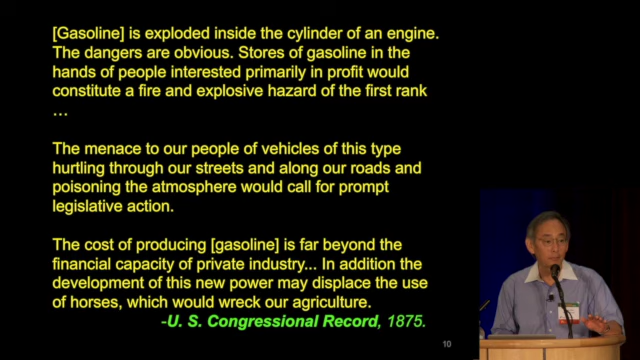 [Gasoline] is exploded inside the cylinder of an engine.
The dangers are obvious. Stores of gasoline in the
hands of people interested primarily in profit would
constitute a fire and explosive hazard of the first rank
...
The menace to our people of vehicles of this type
hurtling through our streets and along our roads and
poisoning the atmosphere would call for prompt
legislative action.
The cost of producing [gasoline] is far beyond the
financial capacity of private industry... In addition the
development of this new power may displace the use
of horses, which would wreck our agriculture.
-U. S. Congressional Record, 1875.
10